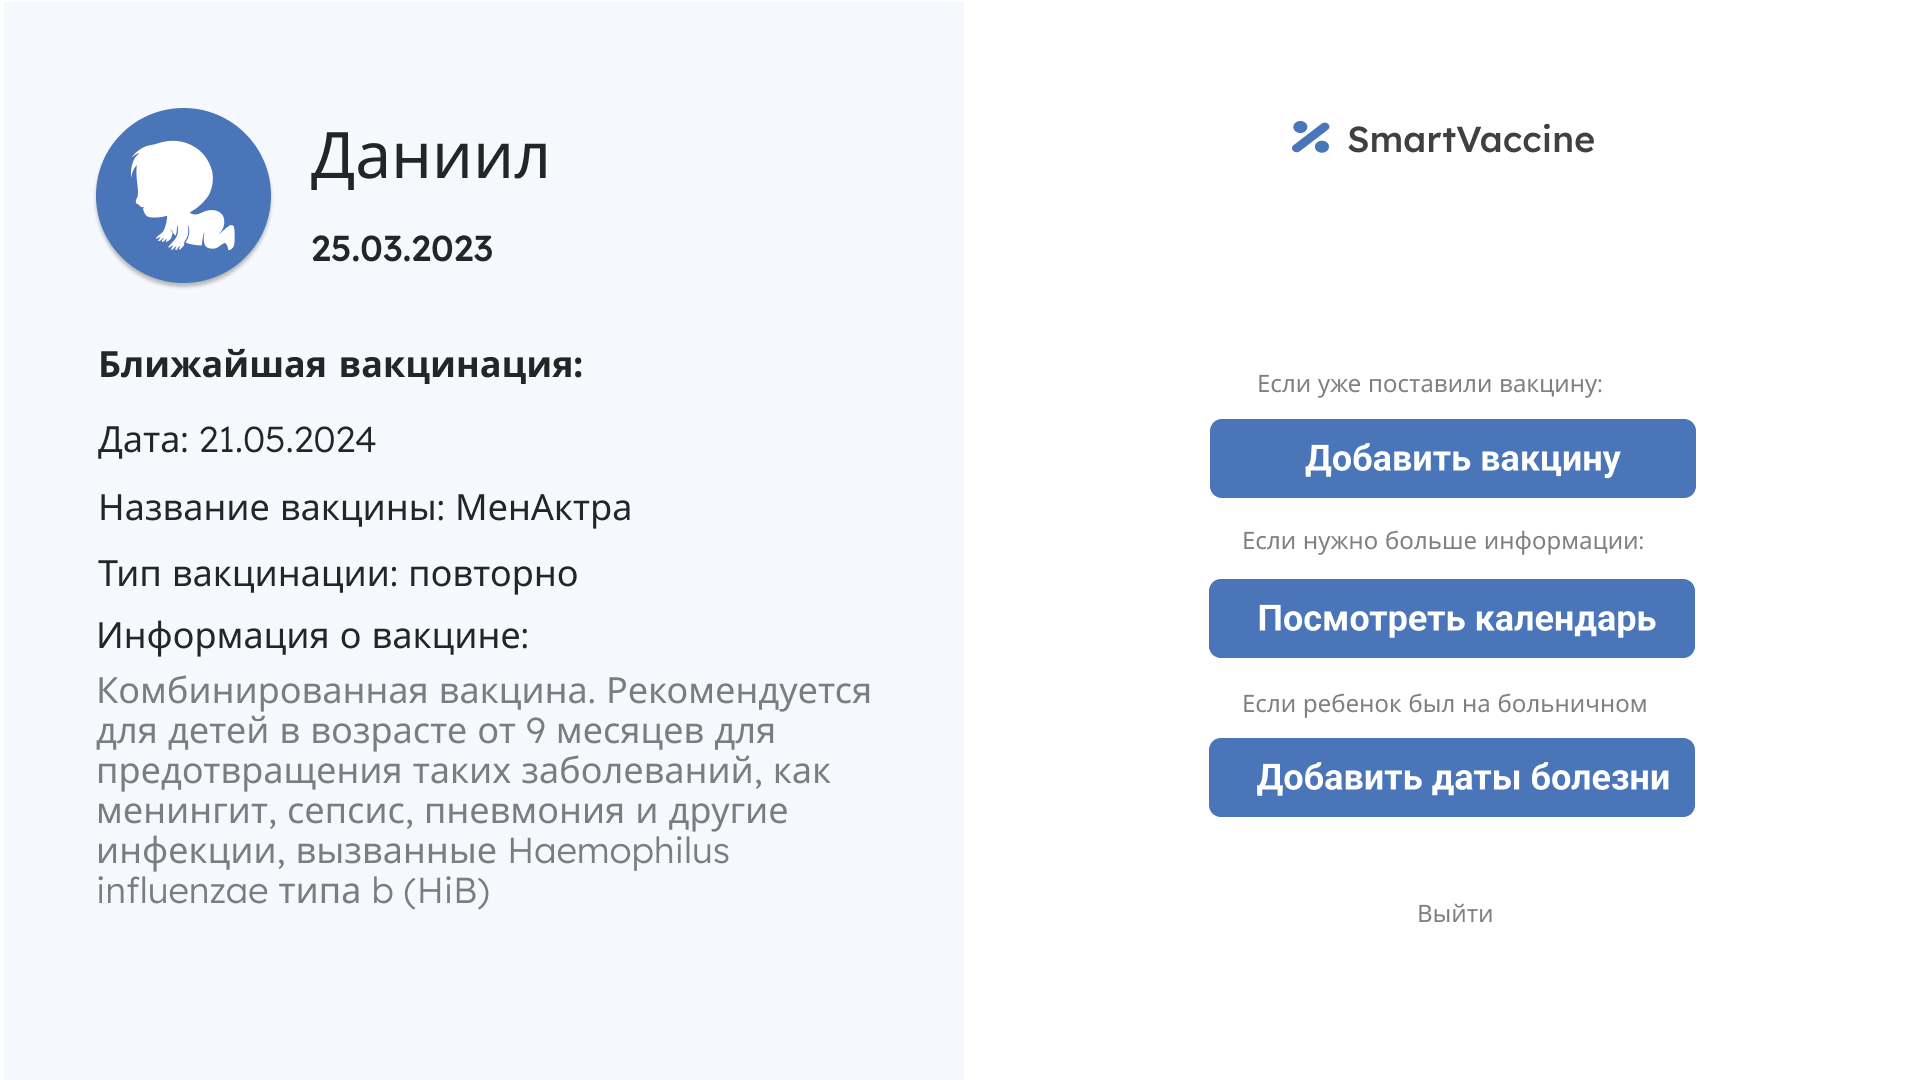 Даниил
25.03.2023
Ближайшая вакцинация:
Дата: 21.05.2024
Название вакцины: МенАктра
Тип вакцинации: повторно
Информация о вакцине:
Комбинированная вакцина. Рекомендуется
для детей в возрасте от 9 месяцев для
предотвращения таких заболеваний, как
менингит, сепсис, пневмония и другие
инфекции, вызванные Haemophilus
influenzae типа b (HiB)
SmartVaccine
Если уже поставили вакцину:
Добавить вакцину
Если нужно больше информации:
Посмотреть календарь
Если ребенок был на больничном
Добавить даты болезни
Выйти